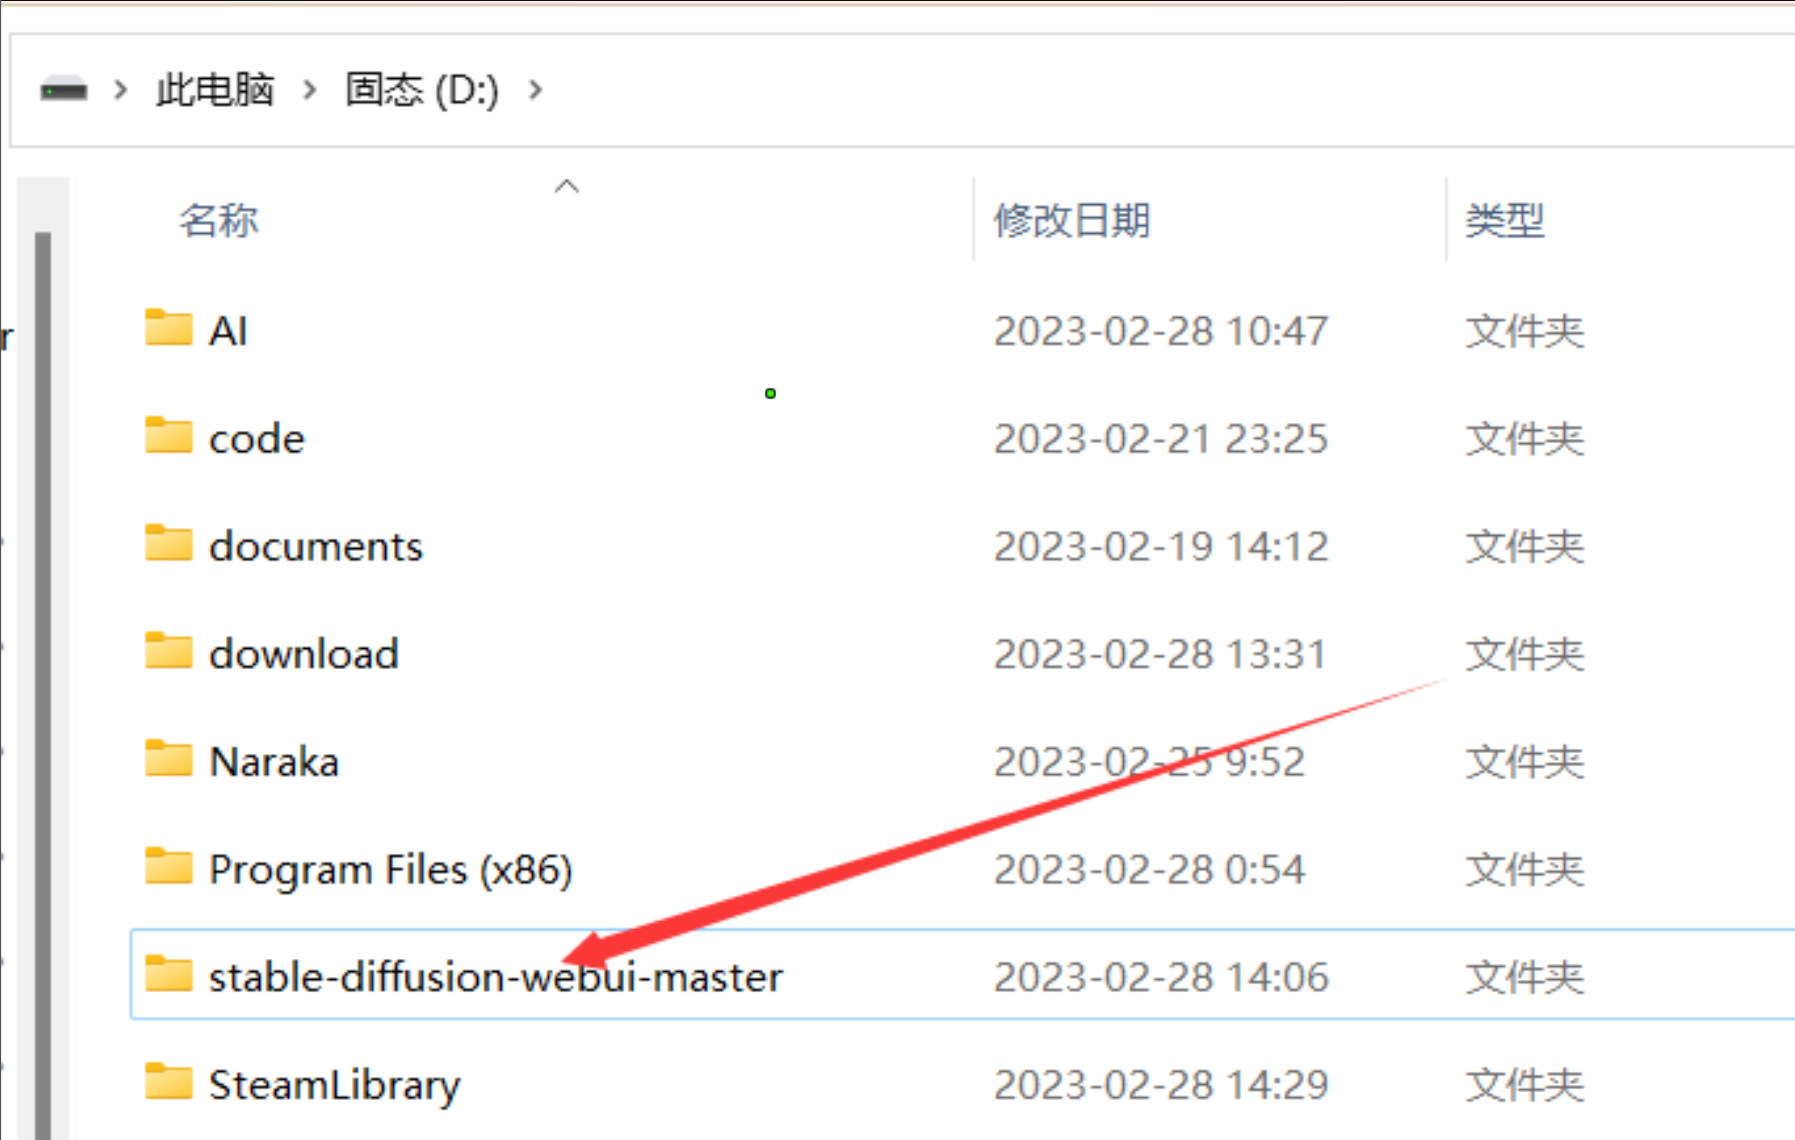 此电脑 > 固态 (D:) >
名称 修改日期 类型
AI 2023-02-28 10:47 文件夹
r
code 2023-02-21 23:25 文件夹
documents 2023-02-19 14:12 文件夹
download 2023-02-28 13:31 文件夹
Naraka 2023-02-25 9:52 文件夹
Program Files (x86) 2023-02-28 0:54 文件夹
stable-diffusion-webui-master 2023-02-28 14:06 文件夹
SteamLibrary 2023-02-28 14:29 文件夹